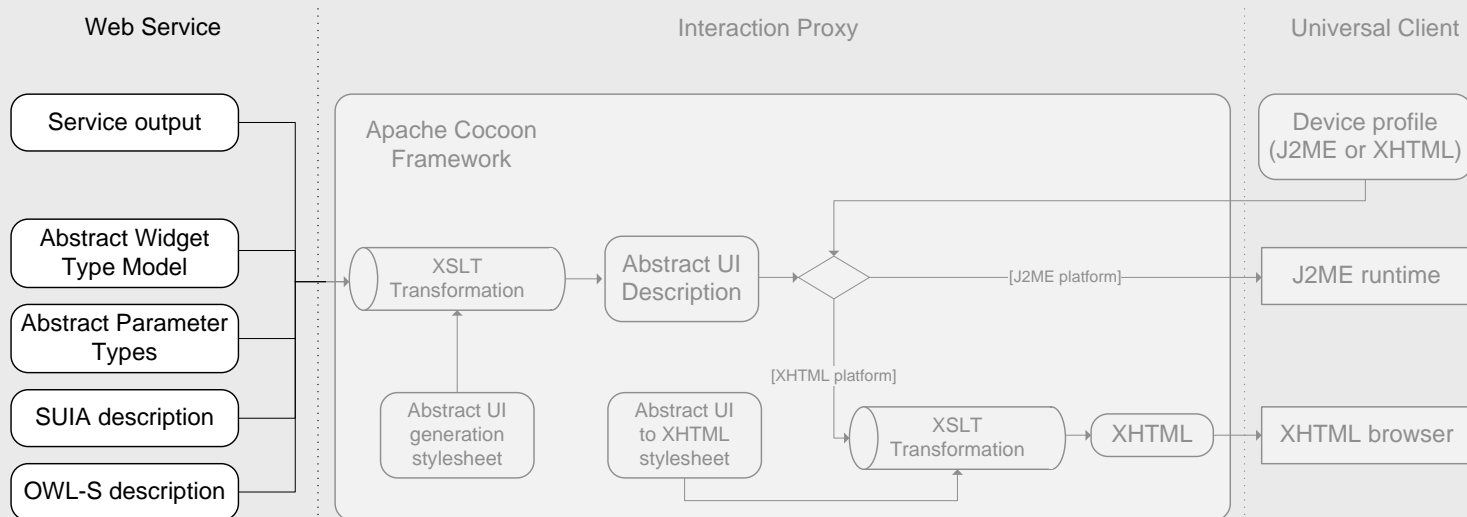 Web Service
Interaction Proxy
Universal Client
Service output
Abstract Widget
Type Model
Abstract Parameter
Types
SUIA description
OWL-S description
Apache Cocoon
Framework
XSLT
Transformation
Abstract UI
Description
Abstract UI
generation
stylesheet
Abstract UI
to XHTML
stylesheet
[J2ME platform]
[XHTML platform]
XSLT
Transformation
XHTML
Device profile
(J2ME or XHTML)
J2ME runtime
XHTML browser